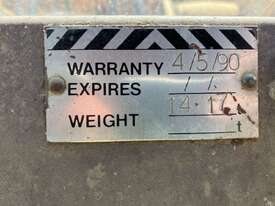 WARRANTY 4/5/90
EXPIRES / /
WEIGHT t